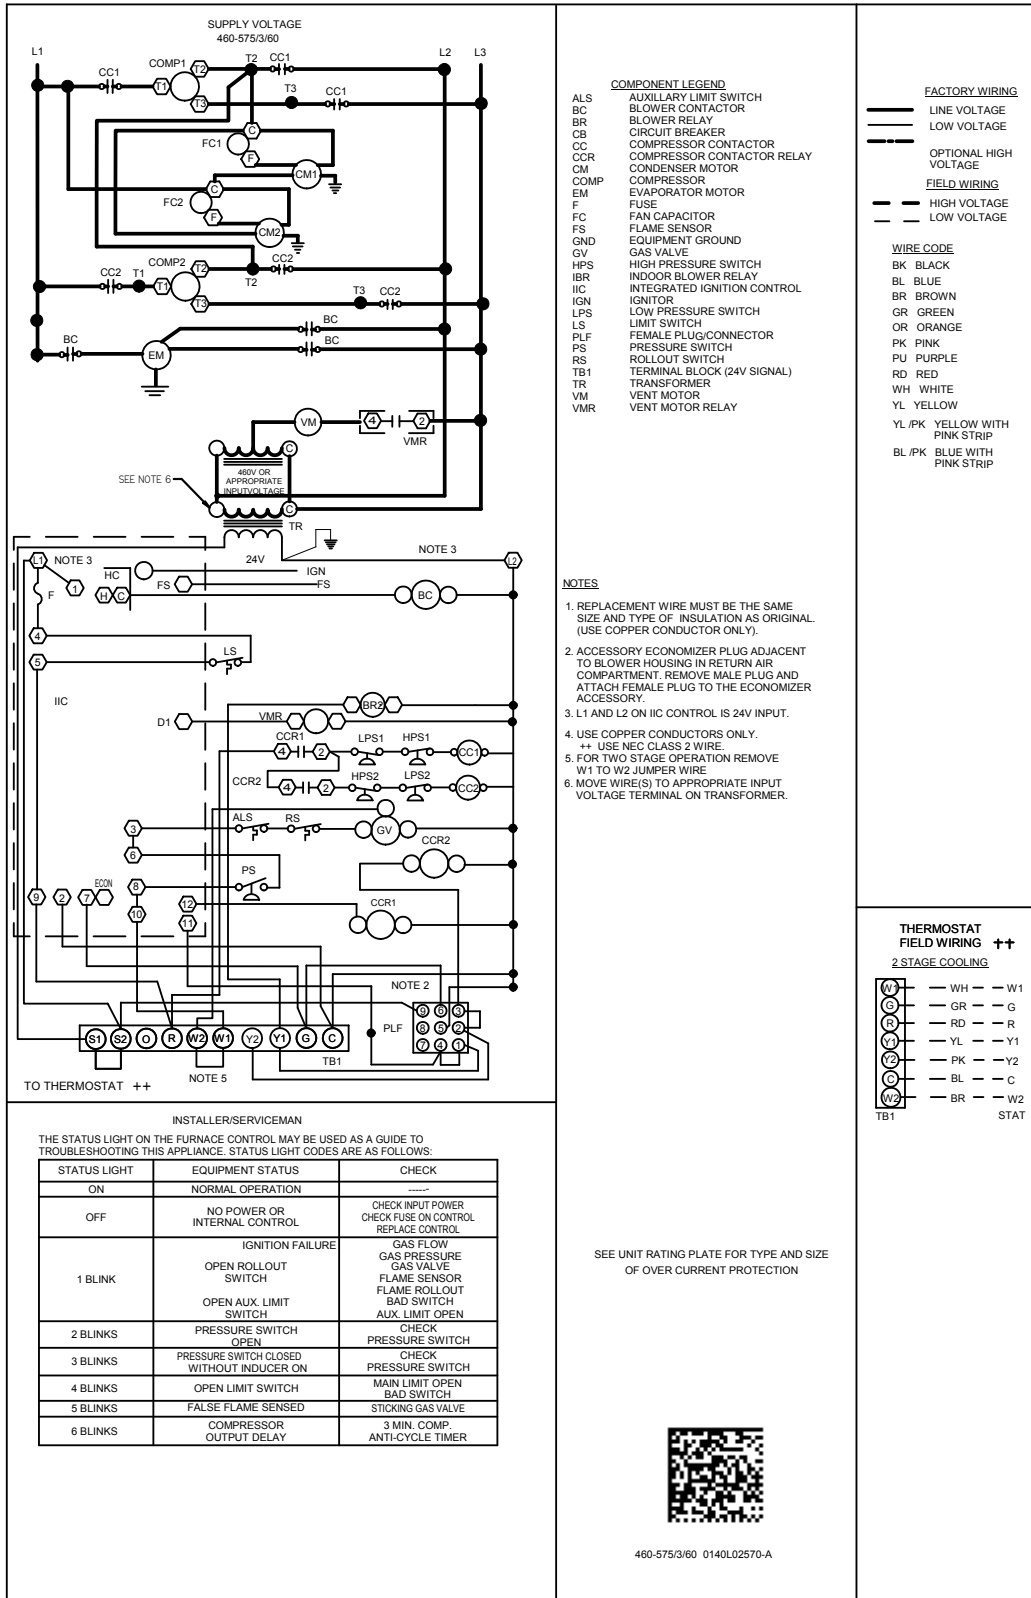 SUPPLY VOLTAGE
460-575/3/60
L1
L2
L3
COMP1
T2
T2
CC1
CC1
T1
T3
T3
CC1
C
FC1
F
CM1
C
FC2
F
CM2
COMP2
T2
CC2
T2
CC2
T1
T1
T3
T3
CC2
BC
BC
BC
EM
VM
4
2
VMR
C
460V OR
APPROPRIATE
INPUTVOLTAGE
SEE NOTE 6
C
TR
24V
L1
NOTE 3
NOTE 3
L2
HC
IGN
FS
FS
F
1
H
C
BC
4
5
LS
IIC
BR2
D1
VMR
CCR1
4
2
LPS1
HPS1
CC1
CCR2
4
2
HPS2
LPS2
CC2
3
ALS
RS
GV
6
CCR2
PS
9
2
7
ECON
8
10
12
11
CCR1
NOTE 2
PLF
9
6
3
8
5
2
7
4
1
S1
S2
O
R
W2
W1
Y2
Y1
G
C
TB1
NOTE 5
TO THERMOSTAT ++
COMPONENT LEGEND
ALS AUXILLARY LIMIT SWITCH
BC BLOWER CONTACTOR
BR BLOWER RELAY
CB CIRCUIT BREAKER
CC COMPRESSOR CONTACTOR
CCR COMPRESSOR CONTACTOR RELAY
CM CONDENSER MOTOR
COMP COMPRESSOR
EM EVAPORATOR MOTOR
F FUSE
FC FAN CAPACITOR
FS FLAME SENSOR
GND EQUIPMENT GROUND
GV GAS VALVE
HPS HIGH PRESSURE SWITCH
IBR INDOOR BLOWER RELAY
IIC INTEGRATED IGNITION CONTROL
IGN IGNITOR
LPS LOW PRESSURE SWITCH
LS LIMIT SWITCH
PLF FEMALE PLUG/CONNECTOR
PS PRESSURE SWITCH
RS ROLLOUT SWITCH
TB1 TERMINAL BLOCK (24V SIGNAL)
TR TRANSFORMER
VM VENT MOTOR
VMR VENT MOTOR RELAY
FACTORY WIRING
LINE VOLTAGE
LOW VOLTAGE
OPTIONAL HIGH
VOLTAGE
FIELD WIRING
HIGH VOLTAGE
LOW VOLTAGE
WIRE CODE
BK BLACK
BL BLUE
BR BROWN
GR GREEN
OR ORANGE
PK PINK
PU PURPLE
RD RED
WH WHITE
YL YELLOW
YL /PK YELLOW WITH
PINK STRIP
BL /PK BLUE WITH
PINK STRIP
NOTES
1. REPLACEMENT WIRE MUST BE THE SAME
SIZE AND TYPE OF INSULATION AS ORIGINAL.
(USE COPPER CONDUCTOR ONLY).
2. ACCESSORY ECONOMIZER PLUG ADJACENT
TO BLOWER HOUSING IN RETURN AIR
COMPARTMENT. REMOVE MALE PLUG AND
ATTACH FEMALE PLUG TO THE ECONOMIZER
ACCESSORY.
3. L1 AND L2 ON IIC CONTROL IS 24V INPUT.
4. USE COPPER CONDUCTORS ONLY.
++ USE NEC CLASS 2 WIRE.
5. FOR TWO STAGE OPERATION REMOVE
W1 TO W2 JUMPER WIRE
6. MOVE WIRE(S) TO APPROPRIATE INPUT
VOLTAGE TERMINAL ON TRANSFORMER.
THERMOSTAT
FIELD WIRING ++
2 STAGE COOLING
W1 WH W1
G GR G
R RD R
Y1 YL Y1
Y2 PK Y2
C BL C
W2 BR W2
TB1 STAT
INSTALLER/SERVICEMAN
THE STATUS LIGHT ON THE FURNACE CONTROL MAY BE USED AS A GUIDE TO
TROUBLESHOOTING THIS APPLIANCE. STATUS LIGHT CODES ARE AS FOLLOWS:
STATUS LIGHT EQUIPMENT STATUS CHECK
ON NORMAL OPERATION ------
OFF NO POWER OR INTERNAL CONTROL CHECK INPUT POWER
CHECK FUSE ON CONTROL
REPLACE CONTROL
1 BLINK
IGNITION FAILURE GAS FLOW
GAS PRESSURE
OPEN ROLLOUT GAS VALVE
SWITCH FLAME SENSOR
FLAME ROLLOUT
OPEN AUX. LIMIT BAD SWITCH
SWITCH AUX. LIMIT OPEN
2 BLINKS PRESSURE SWITCH CHECK
OPEN PRESSURE SWITCH
3 BLINKS PRESSURE SWITCH CLOSED CHECK
WITHOUT INDUCER ON PRESSURE SWITCH
4 BLINKS OPEN LIMIT SWITCH MAIN LIMIT OPEN
BAD SWITCH
5 BLINKS FALSE FLAME SENSED STICKING GAS VALVE
6 BLINKS COMPRESSOR 3 MIN. COMP.
OUTPUT DELAY ANTI-CYCLE TIMER
SEE UNIT RATING PLATE FOR TYPE AND SIZE
OF OVER CURRENT PROTECTION
460-575/3/60 0140L02570-A